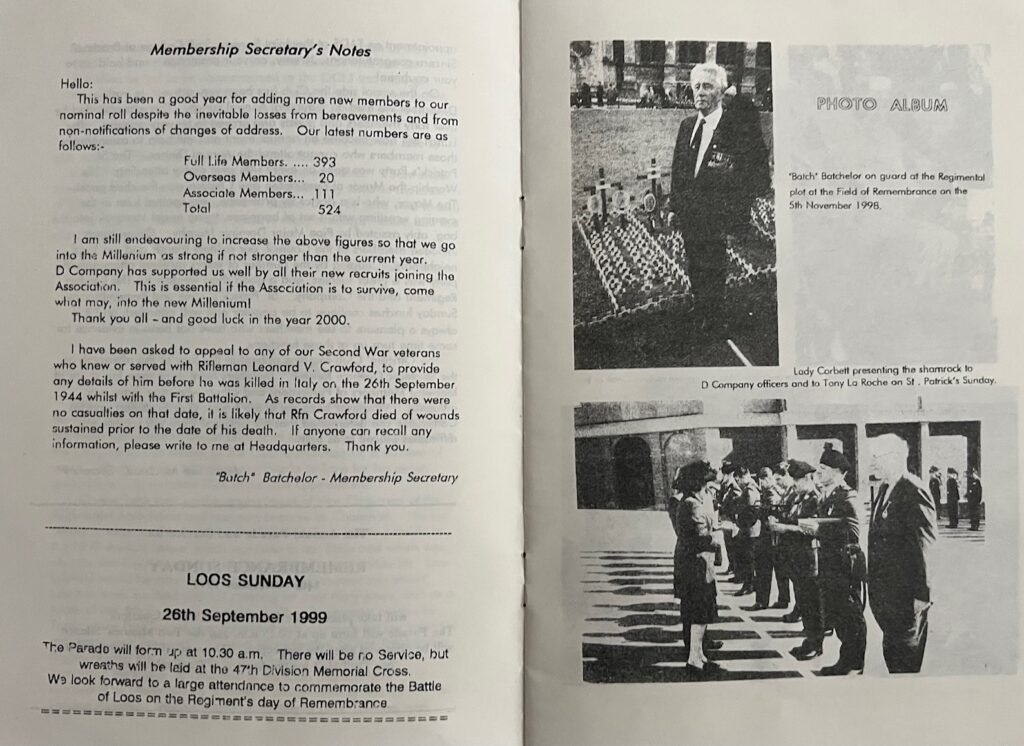 Membership Secretary's Notes
Hello:
This has been a good year for adding more new members to our
nominal roll despite the inevitable losses from bereavements and from
non-notifications of changes of address. Our latest numbers are as
follows:-
Full Life Members. .... 393
Overseas Members... 20
Associate Members... 111
Total 524
I am still endeavouring to increase the above figures so that we go
into the Millenium as strong if not stronger than the current year.
D Company has supported us well by all their new recruits joining the
Association. This is essential if the Association is to survive, come
what may, into the new Millenium!
Thank you all - and good luck in the year 2000.
I have been asked to appeal to any of our Second War veterans
who knew or served with Rifleman Leonard V. Crawford, to provide
any details of him before he was killed in Italy on the 26th September
1944 whilst with the First Battalion. As records show that there were
no casualties on that date, it is likely that Rfn Crawford died of wounds
sustained prior to the date of his death. If anyone can recall any
information, please write to me at Headquarters. Thank you.
"Batch" Batchelor - Membership Secretary
LOOS SUNDAY
26th September 1999
The Parade will form up at 10.30 a.m. There will be no Service, but
wreaths will be laid at the 47th Division Memorial Cross.
We look forward to a large attendance to commemorate the Battle
of Loos on the Regiment's day of Remembrance
PHOTO ALBUM
"Batch" Batchelor on guard at the Regimental
plot at the Field of Remembrance on the
5th November 1998.
Lady Corbett presenting the shamrock to
D Company officers and to Tony La Roche on St . Patrick's Sunday.